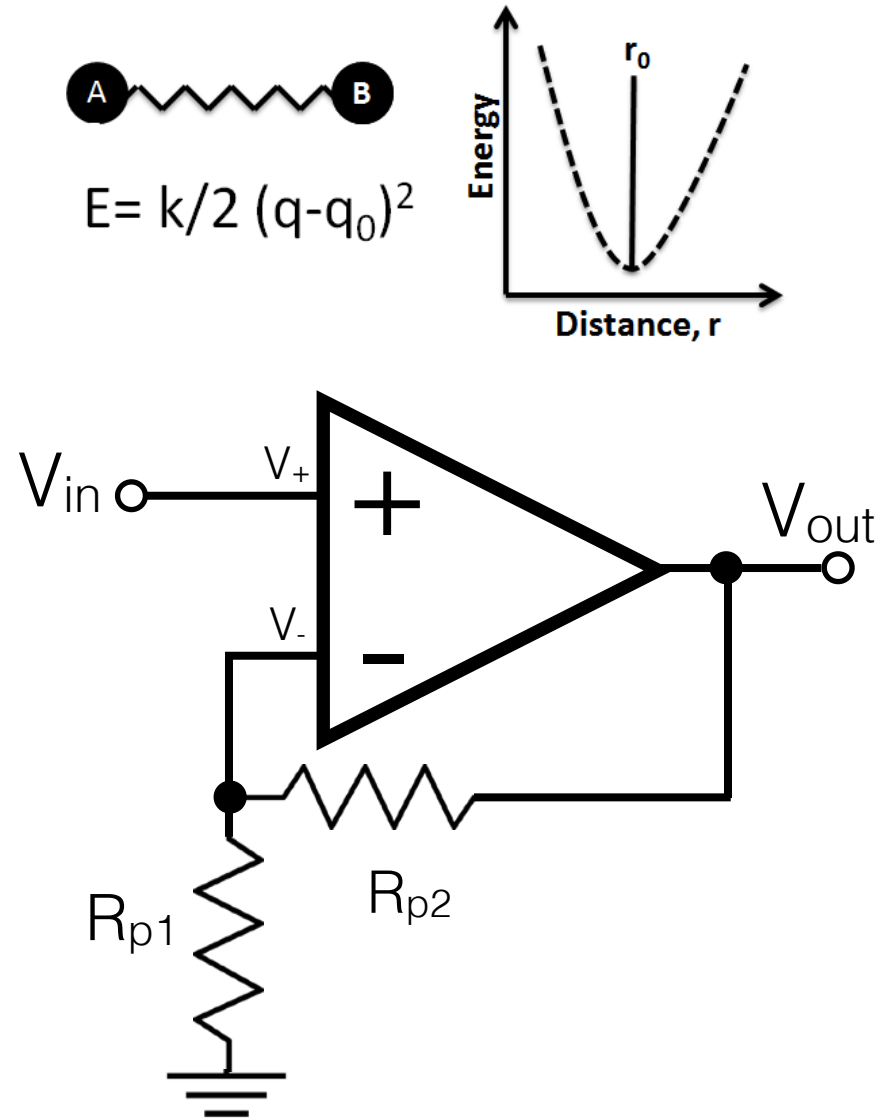 A
B
E= k/2 (q-q₀)²
r₀
Energy
Distance, r
V₊
Vin
+
Vout
V₋
−
Rp2
Rp1